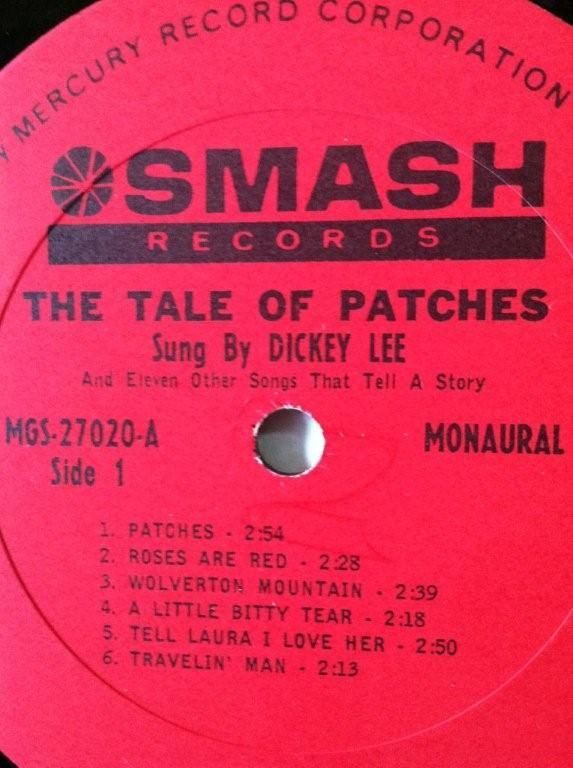 Y MERCURY RECORD CORPORATION
SMASH
RECORDS
THE TALE OF PATCHES
Sung By DICKEY LEE
And Eleven Other Songs That Tell A Story
MGS-27020-A
MONAURAL
Side 1
1. PATCHES - 2:54
2. ROSES ARE RED - 2:28
3. WOLVERTON MOUNTAIN - 2:39
4. A LITTLE BITTY TEAR - 2:18
5. TELL LAURA I LOVE HER - 2:50
6. TRAVELIN' MAN - 2:13